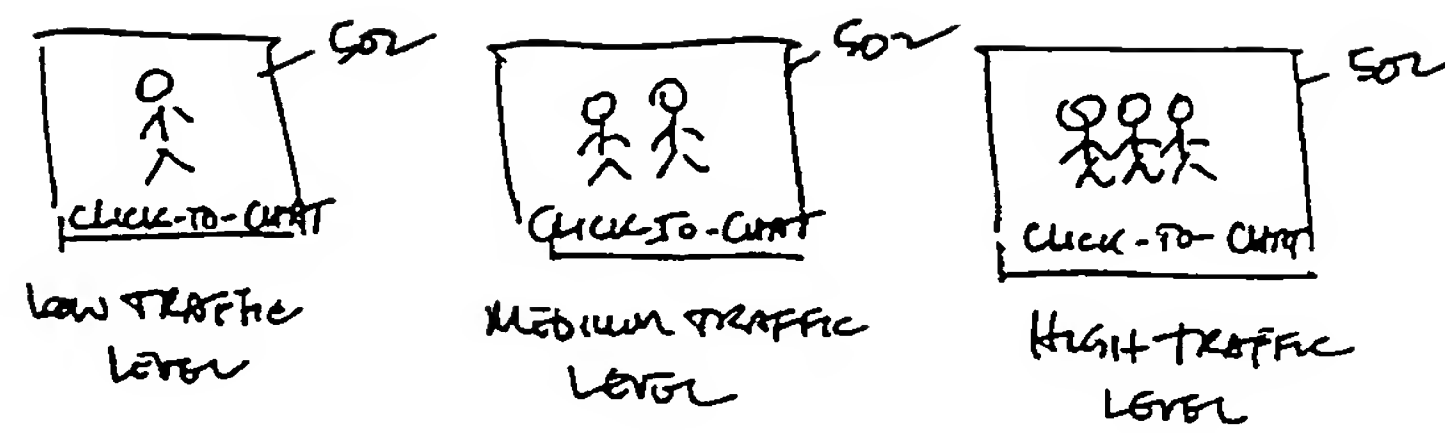 502
CLICK-TO-CHAT
LOW TRAFFIC
LEVEL
502
CLICK-TO-CHAT
MEDIUM TRAFFIC
LEVEL
502
CLICK-TO-CHAT
HIGH TRAFFIC
LEVEL